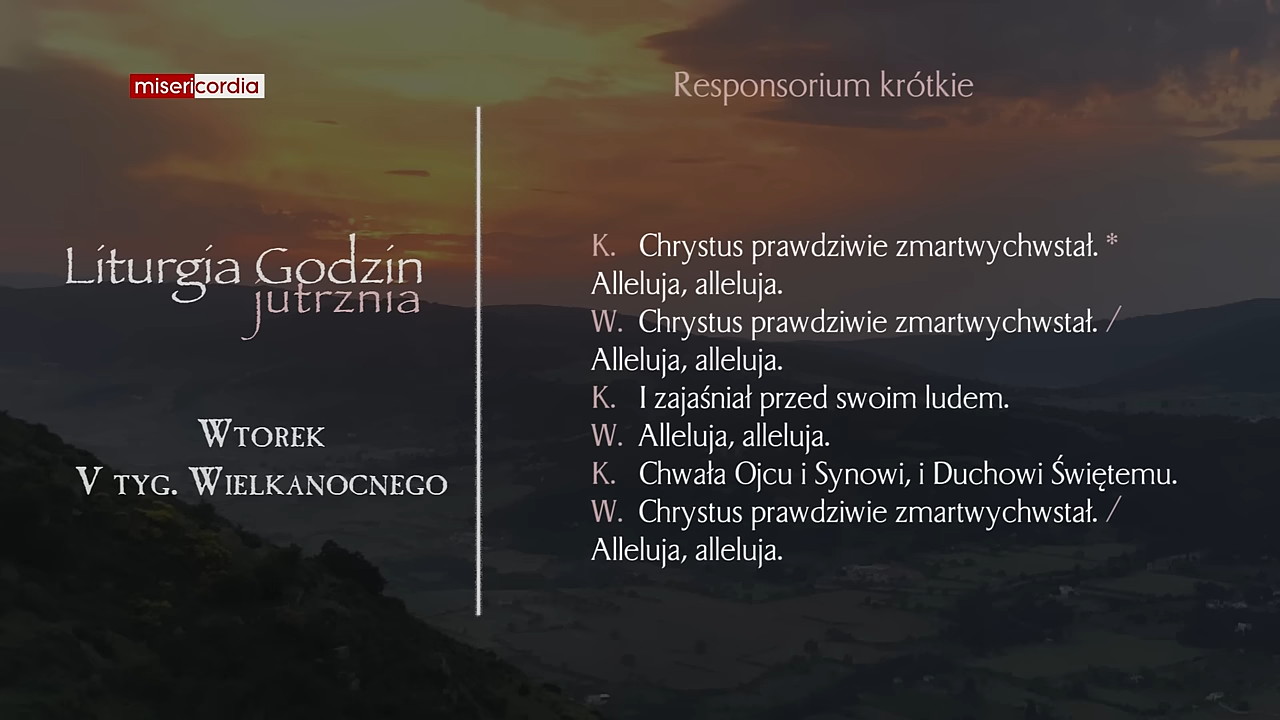 misericordia
Liturgia Godzin
jutrznia
Wtorek
V tyg. Wielkanocnego
Responsorium krótkie
K. Chrystus prawdziwie zmartwychwstał. *
Alleluja, alleluja.
W. Chrystus prawdziwie zmartwychwstał. /
Alleluja, alleluja.
K. I zajaśniał przed swoim ludem.
W. Alleluja, alleluja.
K. Chwała Ojcu i Synowi, i Duchowi Świętemu.
W. Chrystus prawdziwie zmartwychwstał. /
Alleluja, alleluja.